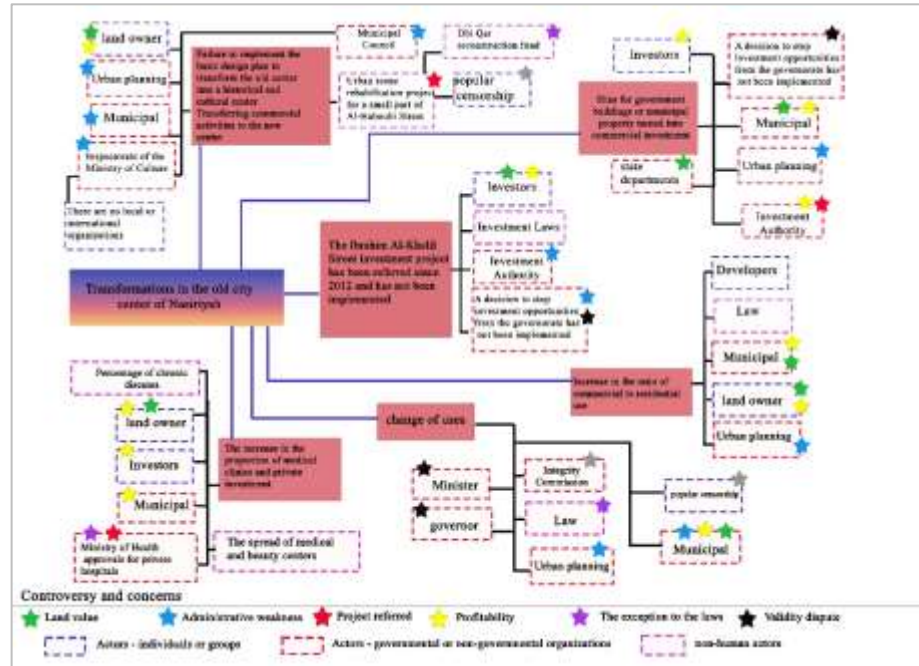 land owner
Urban planning
Municipal
Inspectorate of the
Ministry of Culture
There are no local or
international
organizations
Failure to implement the
basic design plan to
transform the old center
into a historical and
cultural center
Transferring commercial
activities to the new
center
Municipal
Council
Urban some
rehabilitation project
for a small part of
Street
Dhi Qar
reconstruction fund
popular
censorship
Investors
A decision to stop
investment opportunities
from the governorate has
not been implemented
for government
buildings or municipal
property turned into
commercial investment
Municipal
state
departments
Urban planning
Investment
Authority
Transformations in the old city
center of Nasiriyah
The Ibrahim Al-Khalil
Street Investment project
has been referred since
2012 and has not been
implemented
Investors
Investment Laws
Investment
Authority
A decision to stop
investment opportunities
from the governorate has
not been implemented
Increase in the ratio of
commercial to residential
use
Developers
Law
Municipal
land owner
Urban planning
Percentage of chronic
diseases
land owner
Investors
Municipal
Ministry of Health
approvals for private
hospitals
The increase in the
proportion of medical
clinics and private
investment
The spread of medical
and beauty centers
change of uses
Minister
governor
Integrity
Commission
Law
Urban planning
popular censorship
Municipal
Controversy and concerns
Land value
Administrative weakness
Project referred
Profitability
The exception to the laws
Validity dispute
Actors - individuals or groups
Actors - governmental or non-governmental organizations
non-human actors